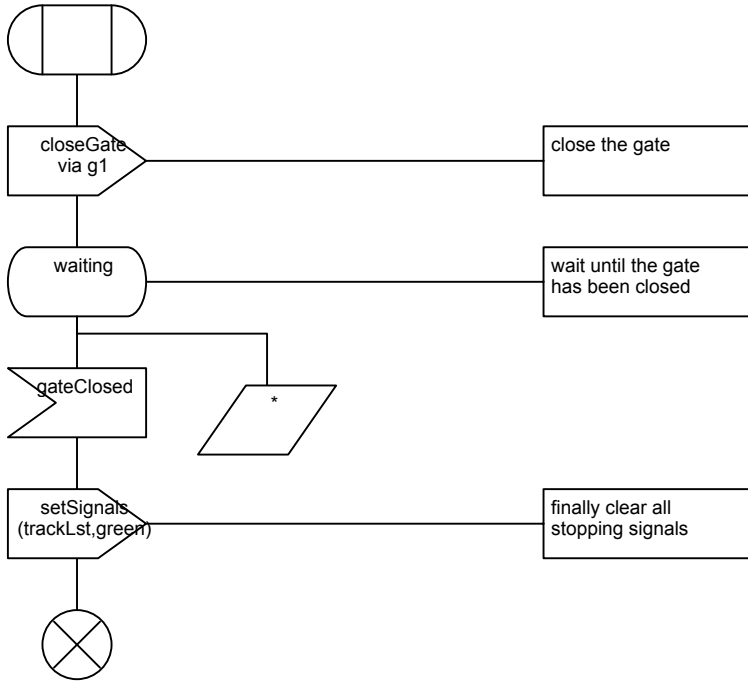 closeGate
via g1
close the gate
waiting
wait until the gate
has been closed
gateClosed
*
setSignals
(trackLst,green)
finally clear all
stopping signals